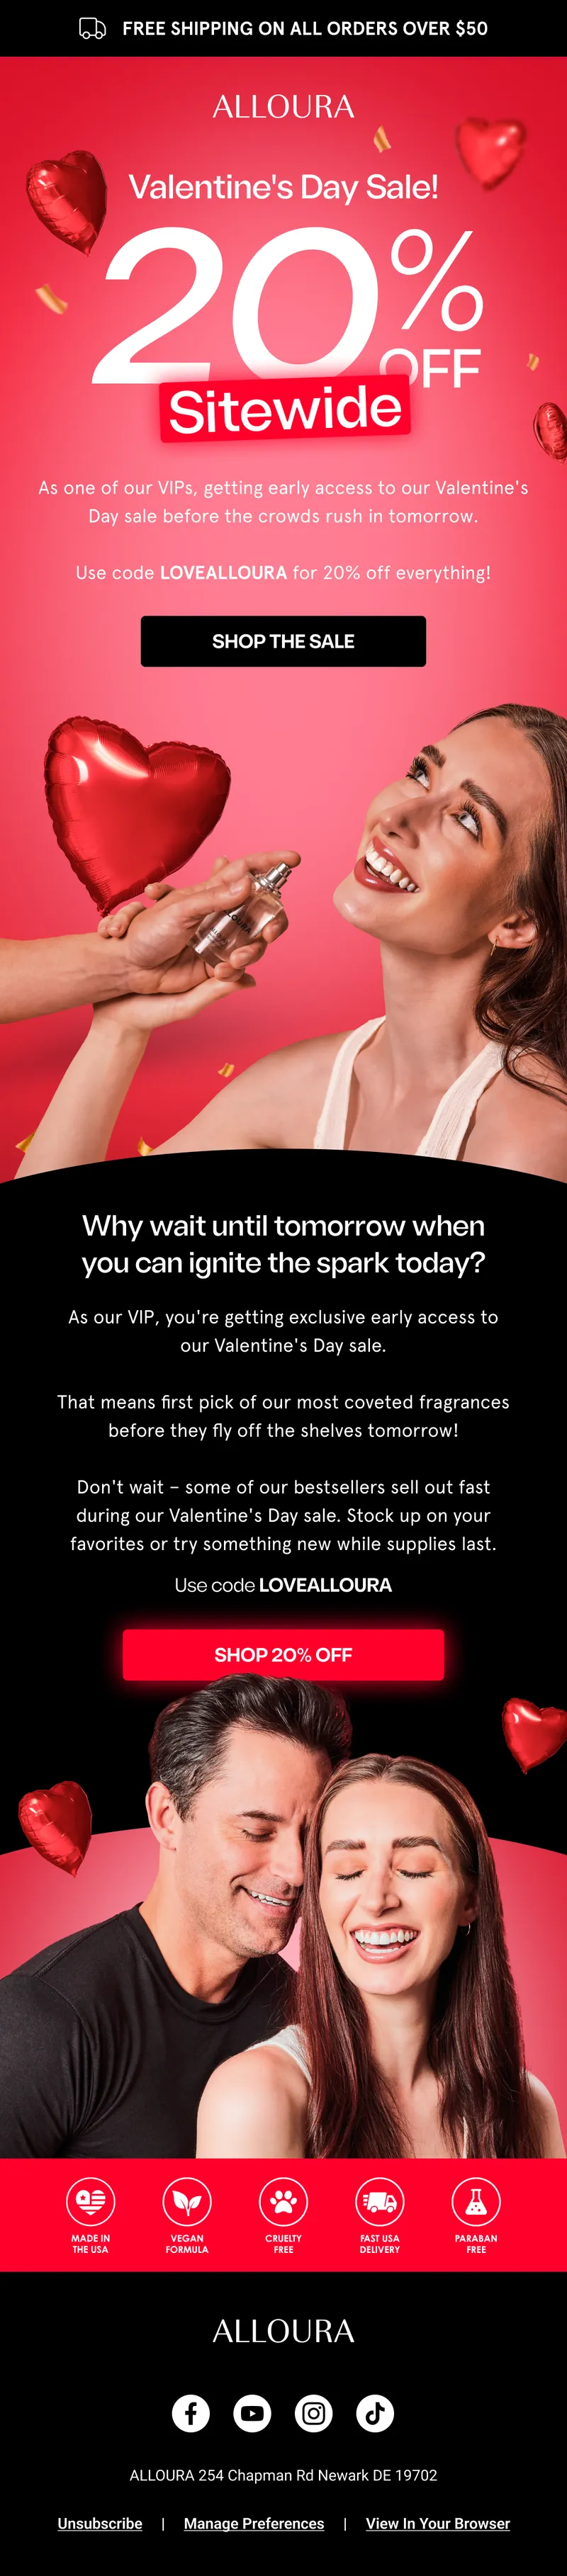 FREE SHIPPING ON ALL ORDERS OVER $50
ALLOURA
Valentine's Day Sale!
20%
OFF
Sitewide
As one of our VIPs, getting early access to our Valentine's
Day sale before the crowds rush in tomorrow.
Use code LOVEALLOURA for 20% off everything!
SHOP THE SALE
Why wait until tomorrow when
you can ignite the spark today?
As our VIP, you're getting exclusive early access to
our Valentine's Day sale.
That means first pick of our most coveted fragrances
before they fly off the shelves tomorrow!
Don't wait – some of our bestsellers sell out fast
during our Valentine's Day sale. Stock up on your
favorites or try something new while supplies last.
Use code LOVEALLOURA
SHOP 20% OFF
MADE IN
THE USA
VEGAN
FORMULA
CRUELTY
FREE
FAST USA
DELIVERY
PARABAN
FREE
ALLOURA
ALLOURA 254 Chapman Rd Newark DE 19702
Unsubscribe | Manage Preferences | View In Your Browser